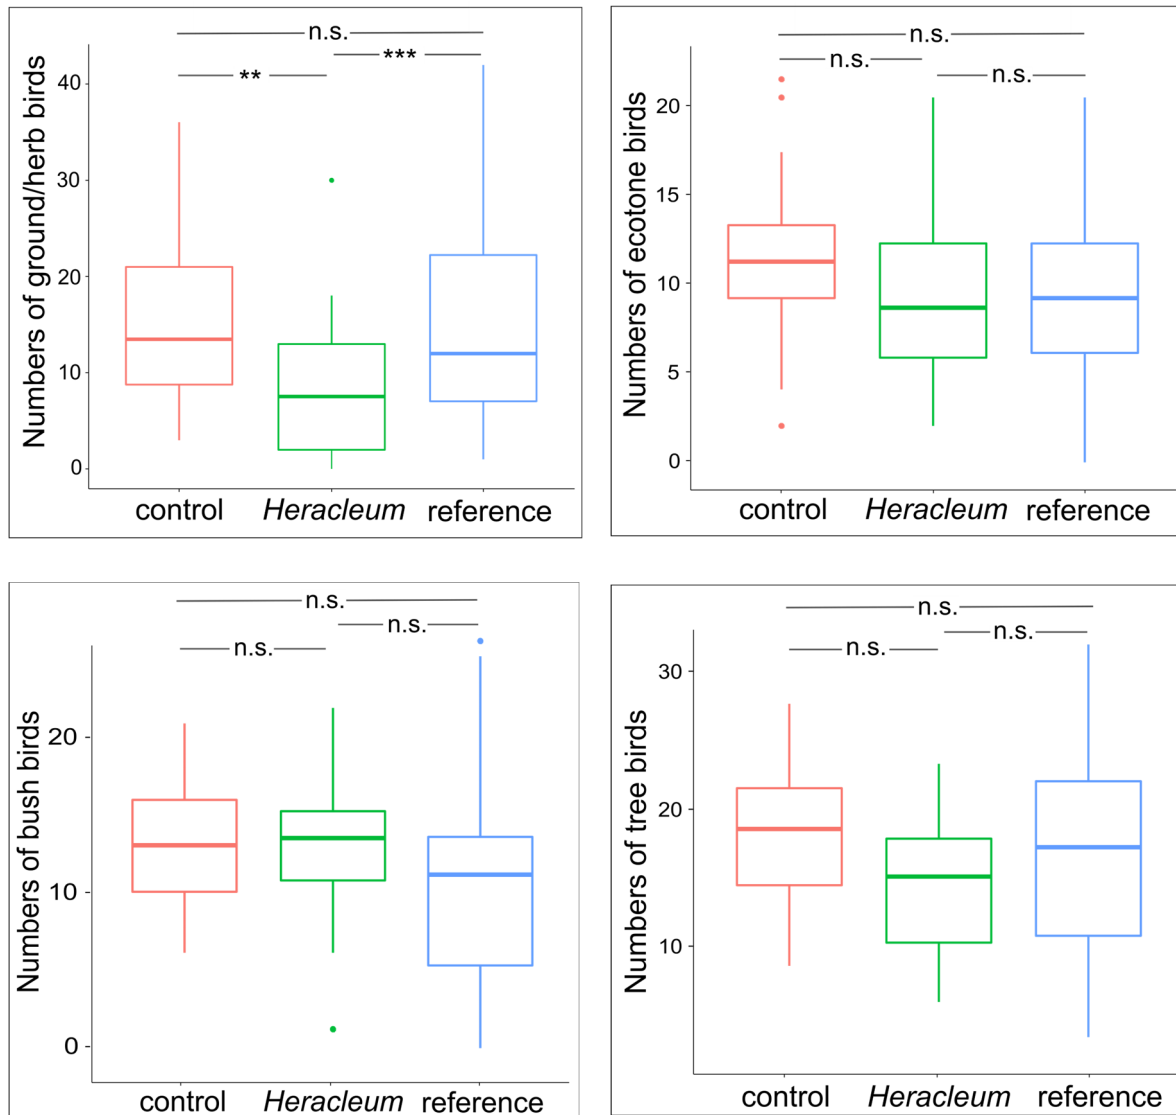 n.s.
** ***
Numbers of ground/herb birds
40
30
20
10
0
control Heracleum reference
n.s.
n.s. n.s.
Numbers of ecotone birds
20
15
10
5
0
control Heracleum reference
n.s.
n.s.
n.s.
Numbers of bush birds
20
10
0
control Heracleum reference
n.s.
n.s. n.s.
Numbers of tree birds
30
20
10
control Heracleum reference